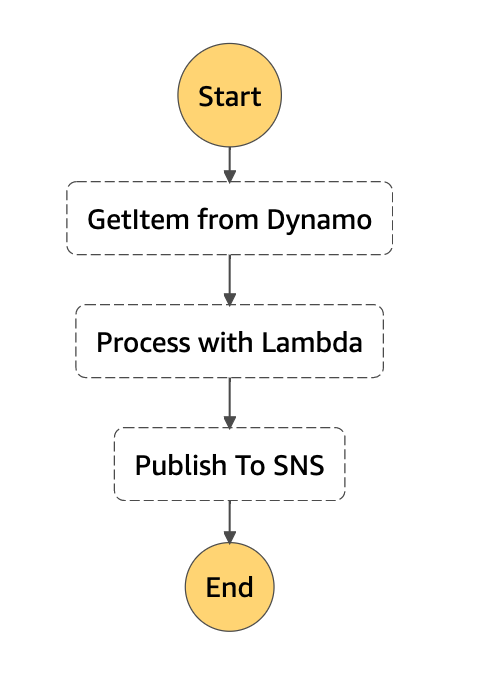 Start
GetItem from Dynamo
Process with Lambda
Publish To SNS
End